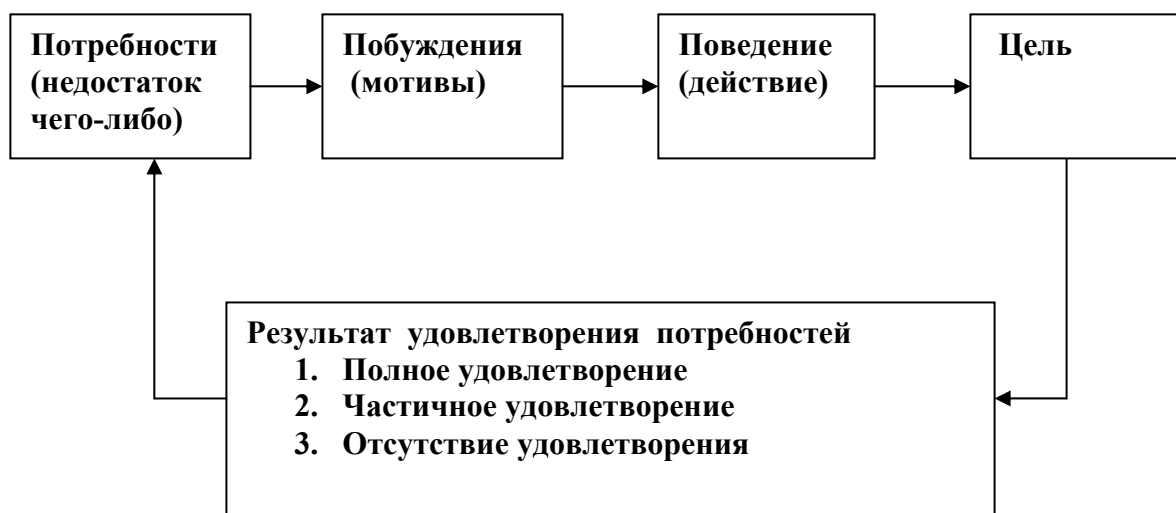 Потребности
(недостаток
чего-либо)
Побуждения
(мотивы)
Поведение
(действие)
Цель
Результат удовлетворения потребностей
1. Полное удовлетворение
2. Частичное удовлетворение
3. Отсутствие удовлетворения